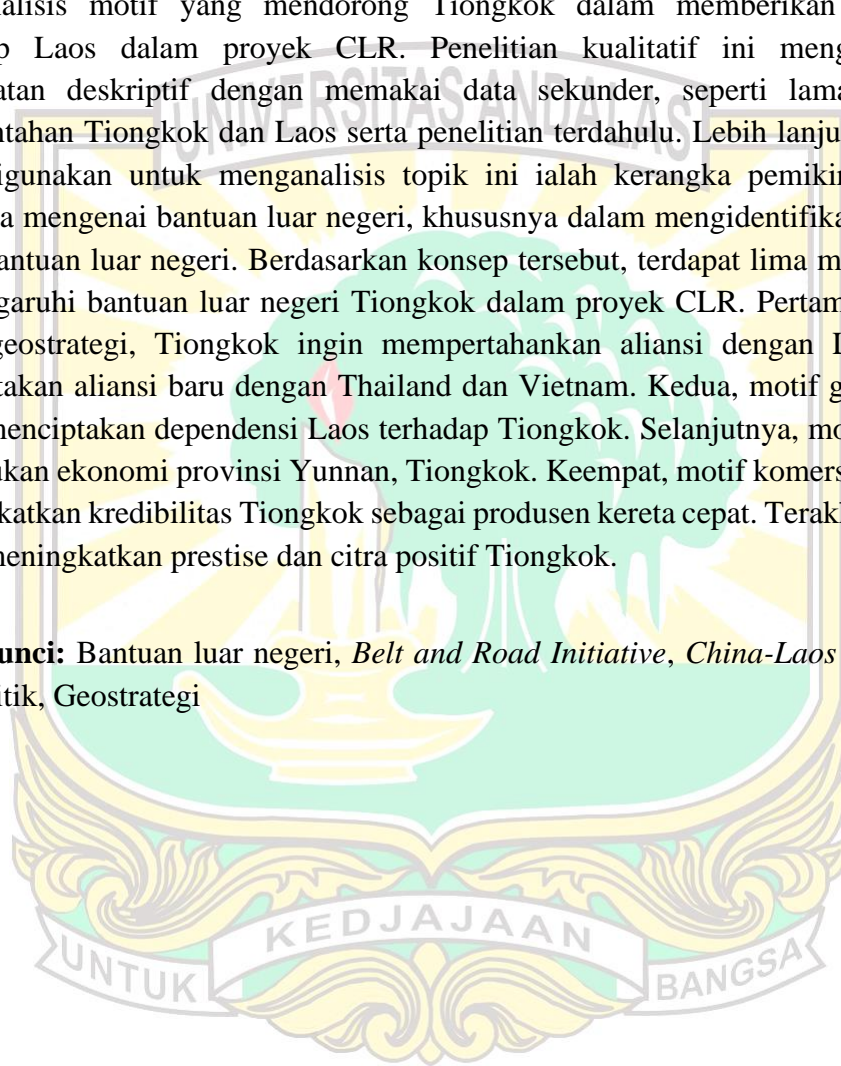 nalisis motif yang mendorong Tiongkok dalam memberikan
p Laos dalam proyek CLR. Penelitian kualitatif ini meng
atan deskriptif dengan memakai data sekunder, seperti lama
ntahan Tiongkok dan Laos serta penelitian terdahulu. Lebih lanju
igunakan untuk menganalisis topik ini ialah kerangka pemikir
a mengenai bantuan luar negeri, khususnya dalam mengidentifika
antuan luar negeri. Berdasarkan konsep tersebut, terdapat lima m
garuhi bantuan luar negeri Tiongkok dalam proyek CLR. Pertam
geostrategi, Tiongkok ingin mempertahankan aliansi dengan L
takan aliansi baru dengan Thailand dan Vietnam. Kedua, motif g
menciptakan dependensi Laos terhadap Tiongkok. Selanjutnya, mo
ukan ekonomi provinsi Yunnan, Tiongkok. Keempat, motif komers
katkan kredibilitas Tiongkok sebagai produsen kereta cepat. Terakh
meningkatkan prestise dan citra positif Tiongkok.
unci: Bantuan luar negeri, Belt and Road Initiative, China-Laos
itik, Geostrategi
UNIVERSITAS ANDALAS
UNTUK KEDJAJAAN BANGSA